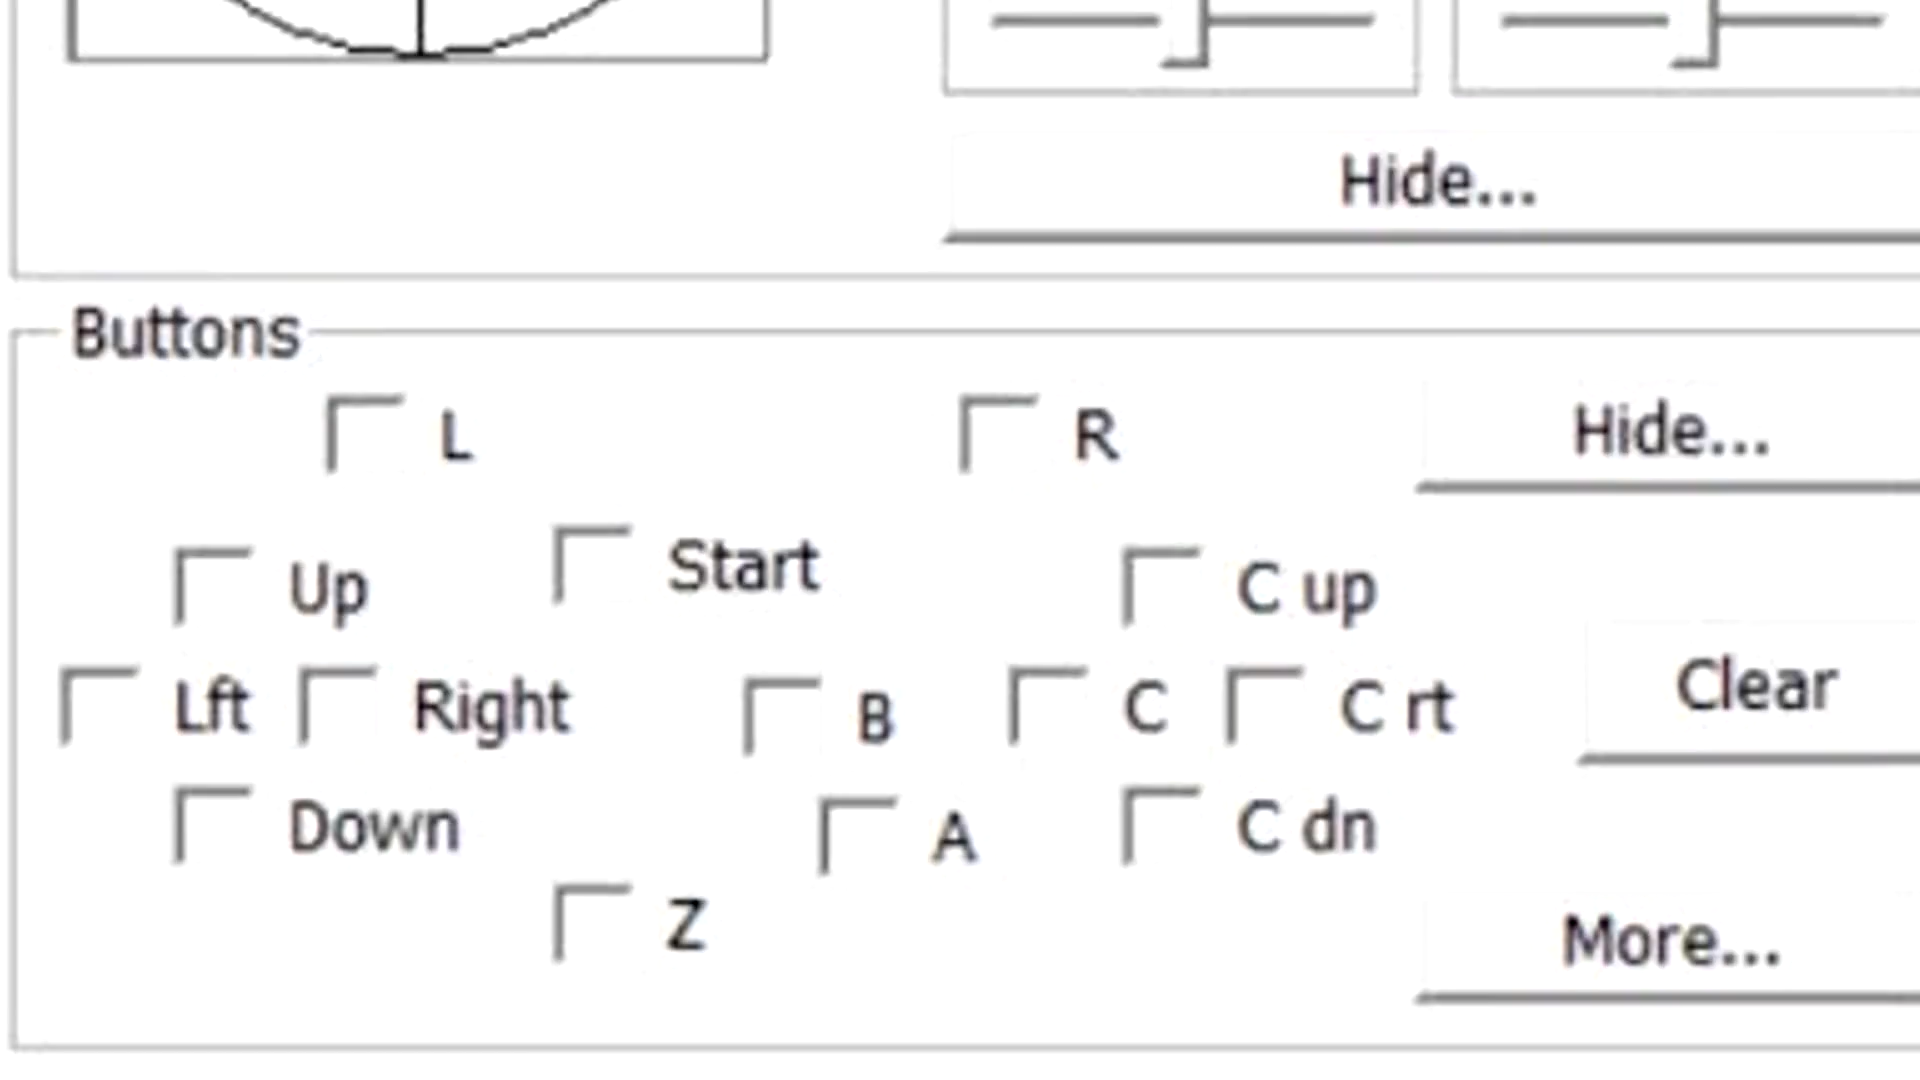 Hide...
Buttons
L R Hide...
Start
Up C up
Lft Right B C C rt Clear
Down A C dn
Z More...